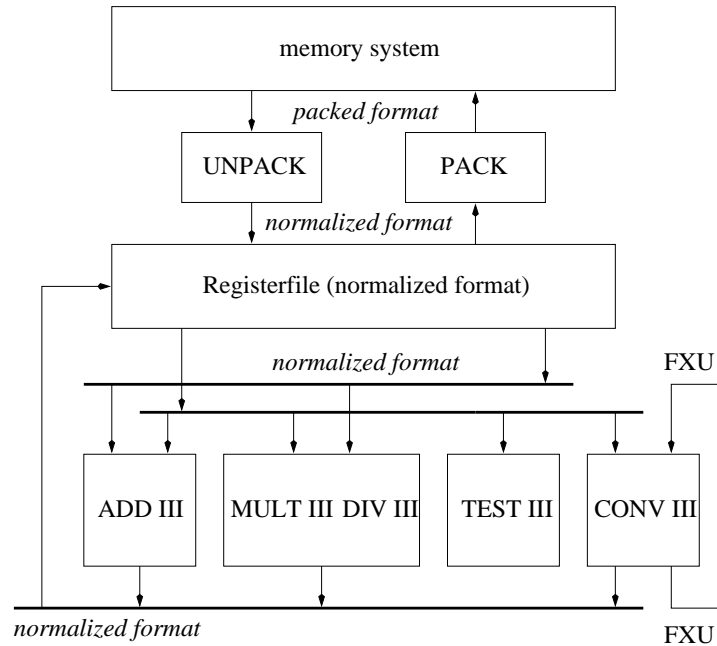 memory system
packed format
UNPACK
PACK
normalized format
Registerfile (normalized format)
normalized format
FXU
ADD III
MULT III DIV III
TEST III
CONV III
normalized format
FXU